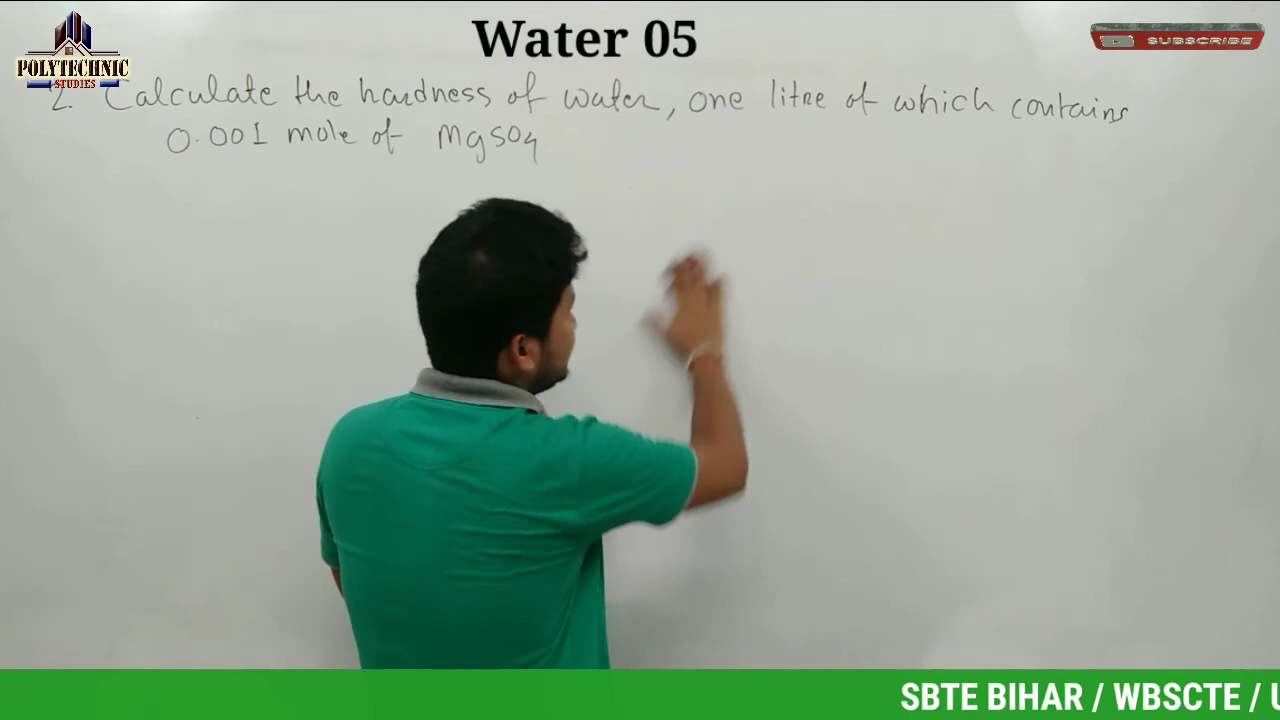 Water 05
SUBSCRIBE
POLYTECHNIC
STUDIES
2. Calculate the hardness of water, one litre of which contains
0.001 mole of MgSO4
SBTE BIHAR / WBSCTE / U